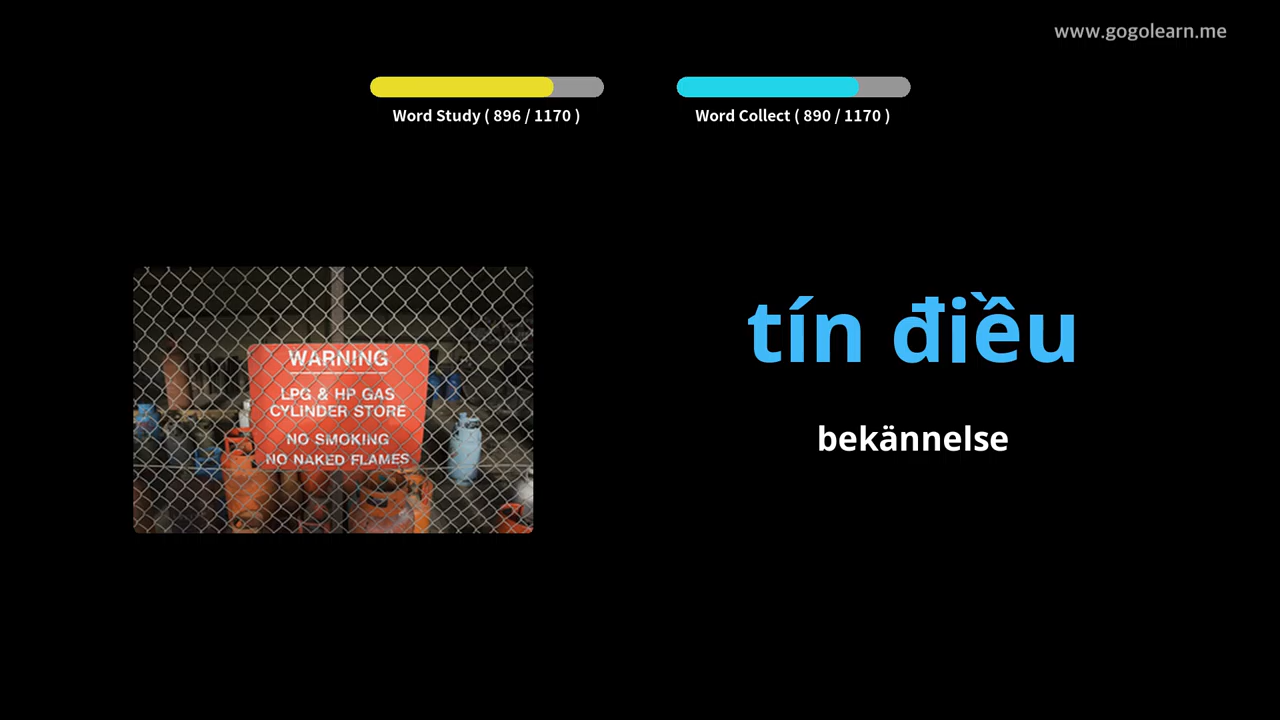 www.gogolearn.me
Word Study ( 896 / 1170 )
Word Collect ( 890 / 1170 )
WARNING
LPG & HP GAS
CYLINDER STORE
NO SMOKING
NO NAKED FLAMES
tín điều
bekännelse